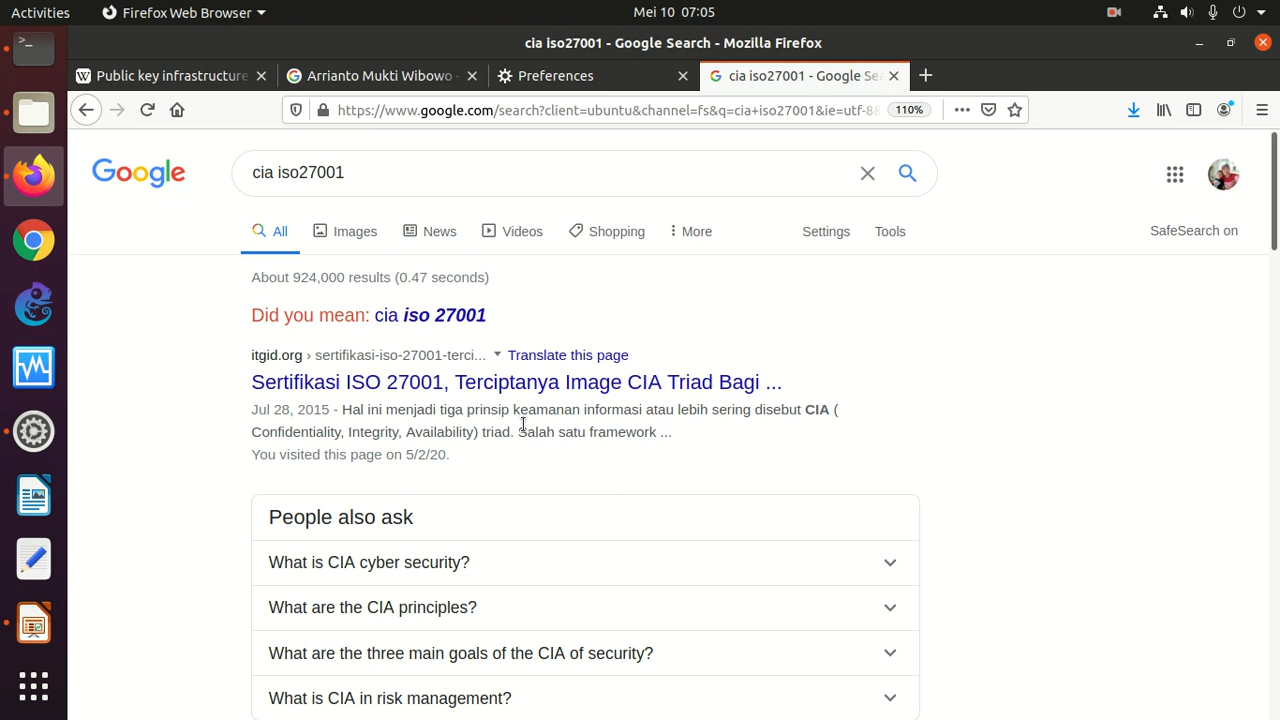 Activities
Firefox Web Browser
Mei 10 07:05
cia iso27001 - Google Search - Mozilla Firefox
Public key infrastructure
Arrianto Mukti Wibowo -
Preferences
cia iso27001 - Google Sea
https://www.google.com/search?client=ubuntu&channel=fs&q=cia+iso27001&ie=utf-8
110%
Google
cia iso27001
All
Images
News
Videos
Shopping
More
Settings
Tools
SafeSearch on
About 924,000 results (0.47 seconds)
Did you mean: cia iso 27001
itgid.org › sertifikasi-iso-27001-terci... Translate this page
Sertifikasi ISO 27001, Terciptanya Image CIA Triad Bagi ...
Jul 28, 2015 - Hal ini menjadi tiga prinsip keamanan informasi atau lebih sering disebut CIA (
Confidentiality, Integrity, Availability) triad. Salah satu framework ...
You visited this page on 5/2/20.
People also ask
What is CIA cyber security?
What are the CIA principles?
What are the three main goals of the CIA of security?
What is CIA in risk management?